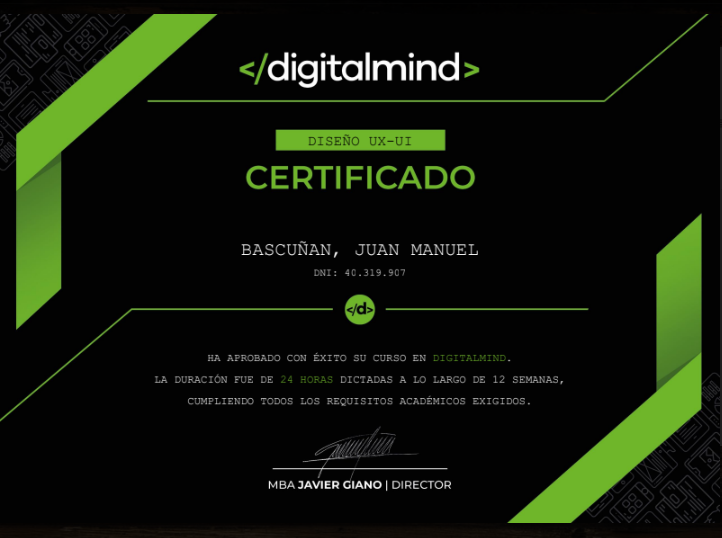 </digitalmind>
DISEÑO UX-UI
CERTIFICADO
BASCUÑAN, JUAN MANUEL
DNI: 40.319.907
</d>
HA APROBADO CON ÉXITO SU CURSO EN DIGITALMIND.
LA DURACIÓN FUE DE 24 HORAS DICTADAS A LO LARGO DE 12 SEMANAS,
CUMPLIENDO TODOS LOS REQUISITOS ACADÉMICOS EXIGIDOS.
MBA JAVIER GIANO | DIRECTOR